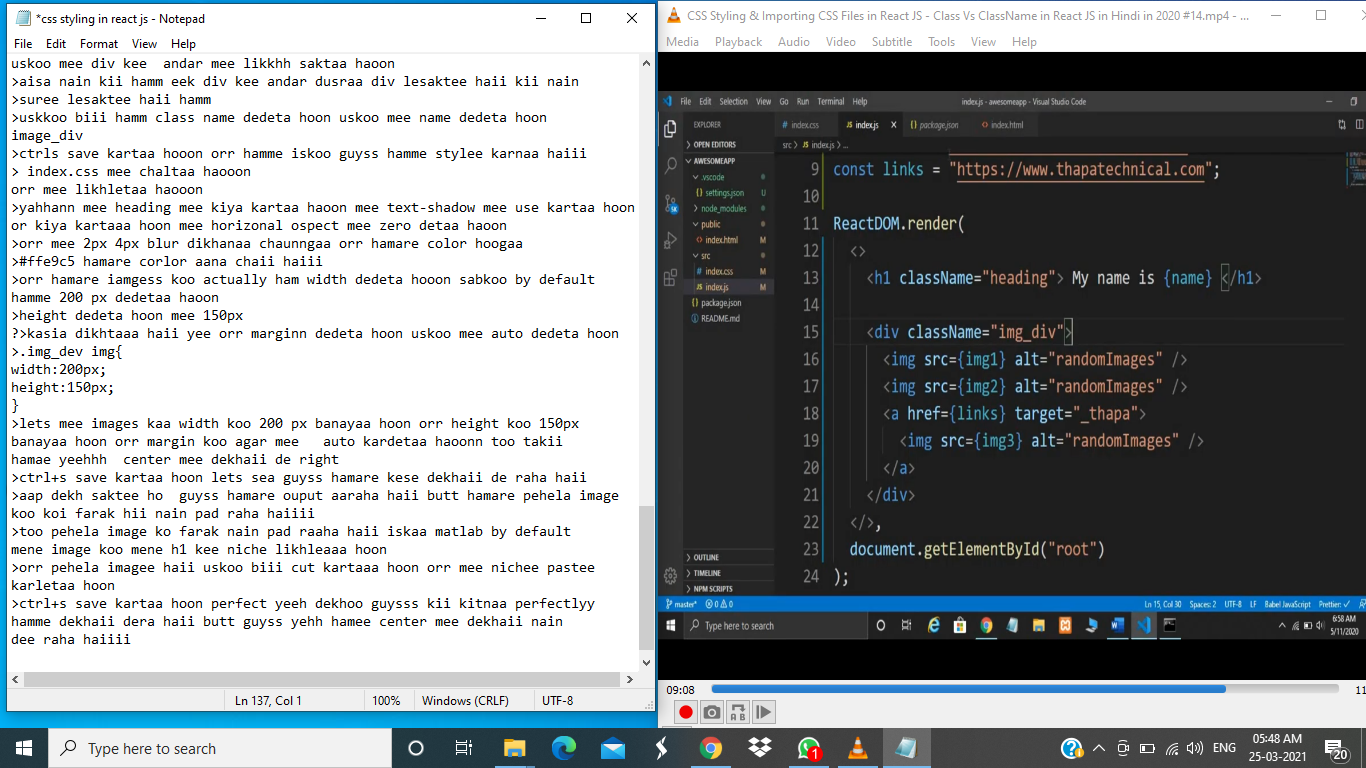 *css styling in react js - Notepad
File Edit Format View Help
uskoo mee div kee  andar mee likkhh saktaa haoon
>aisa nain kii hamm eek div kee andar dusraa div lesaktee haii kii nain
>suree lesaktee haii hamm
>uskkoo biii hamm class name dedeta hoon uskoo mee name dedeta hoon
image_div
>ctrls save kartaa hooon orr hamme iskoo guyss hamme stylee karnaa haiii
> index.css mee chaltaa haooon
orr mee likhletaa haooon
>yahhann mee heading mee kiya kartaa haoon mee text-shadow mee use kartaa hoon
or kiya kartaaa hoon mee horizonal ospect mee zero detaa haoon
>orr mee 2px 4px blur dikhanaa chaunngaa orr hamare color hoogaa
>#ffe9c5 hamare corlor aana chaii haiii
>orr hamare iamgess koo actually ham width dedeta hooon sabkoo by default
hamme 200 px dedetaa haoon
>height dedeta hoon mee 150px
?>kasia dikhtaaa haii yee orr marginn dedeta hoon uskoo mee auto dedeta hoon
>.img_dev img{
width:200px;
height:150px;
}
>lets mee images kaa width koo 200 px banayaa hoon orr height koo 150px
banayaa hoon orr margin koo agar mee   auto kardetaa haoonn too takii
hamae yeehhh  center mee dekhaii de right
>ctrl+s save kartaa hoon lets sea guyss hamare kese dekhaii de raha haii
>aap dekh saktee ho  guyss hamare ouput aaraha haii butt hamare pehela image
koo koi farak hii nain pad raha haiiii
>too pehela image ko farak nain pad raaha haii iskaa matlab by default
mene image koo mene h1 kee niche likhleaaa hoon
>orr pehela imagee haii uskoo biii cut kartaaa hoon orr mee nichee pastee
karletaa hoon
>ctrl+s save kartaa hoon perfect yeeh dekhoo guysss kii kitnaa perfectlyy
hamme dekhaii dera haii butt guyss yehh hamee center mee dekhaii nain
dee raha haiiii
Ln 137, Col 1 100% Windows (CRLF) UTF-8
CSS Styling & Importing CSS Files in React JS - Class Vs ClassName in React JS in Hindi in 2020 #14.mp4 - ...
Media Playback Audio Video Subtitle Tools View Help
File Edit Selection View Go Run Terminal Help index.js - awesomeapp - Visual Studio Code
EXPLORER
OPEN EDITORS
AWESOMEAPP
.vscode
settings.json U
node_modules
public
index.html M
src
index.css M
index.js M
package.json
README.md
OUTLINE
TIMELINE
NPM SCRIPTS
index.css index.js package.json index.html
src > index.js > ...
9 const links = "https://www.thapatechnical.com";
10
11 ReactDOM.render(
12 <>
13 <h1 className="heading"> My name is {name} </h1>
14
15 <div className="img_div">
16 <img src={img1} alt="randomImages" />
17 <img src={img2} alt="randomImages" />
18 <a href={links} target="_thapa">
19 <img src={img3} alt="randomImages" />
20 </a>
21 </div>
22 </>,
23 document.getElementById("root")
24 );
master* 0 0 Ln 15, Col 30 Spaces: 2 UTF-8 LF Babel JavaScript Prettier: ✓
Type here to search
6:58 AM
5/11/2020
09:08 11
Type here to search
1
ENG
05:48 AM
25-03-2021
20